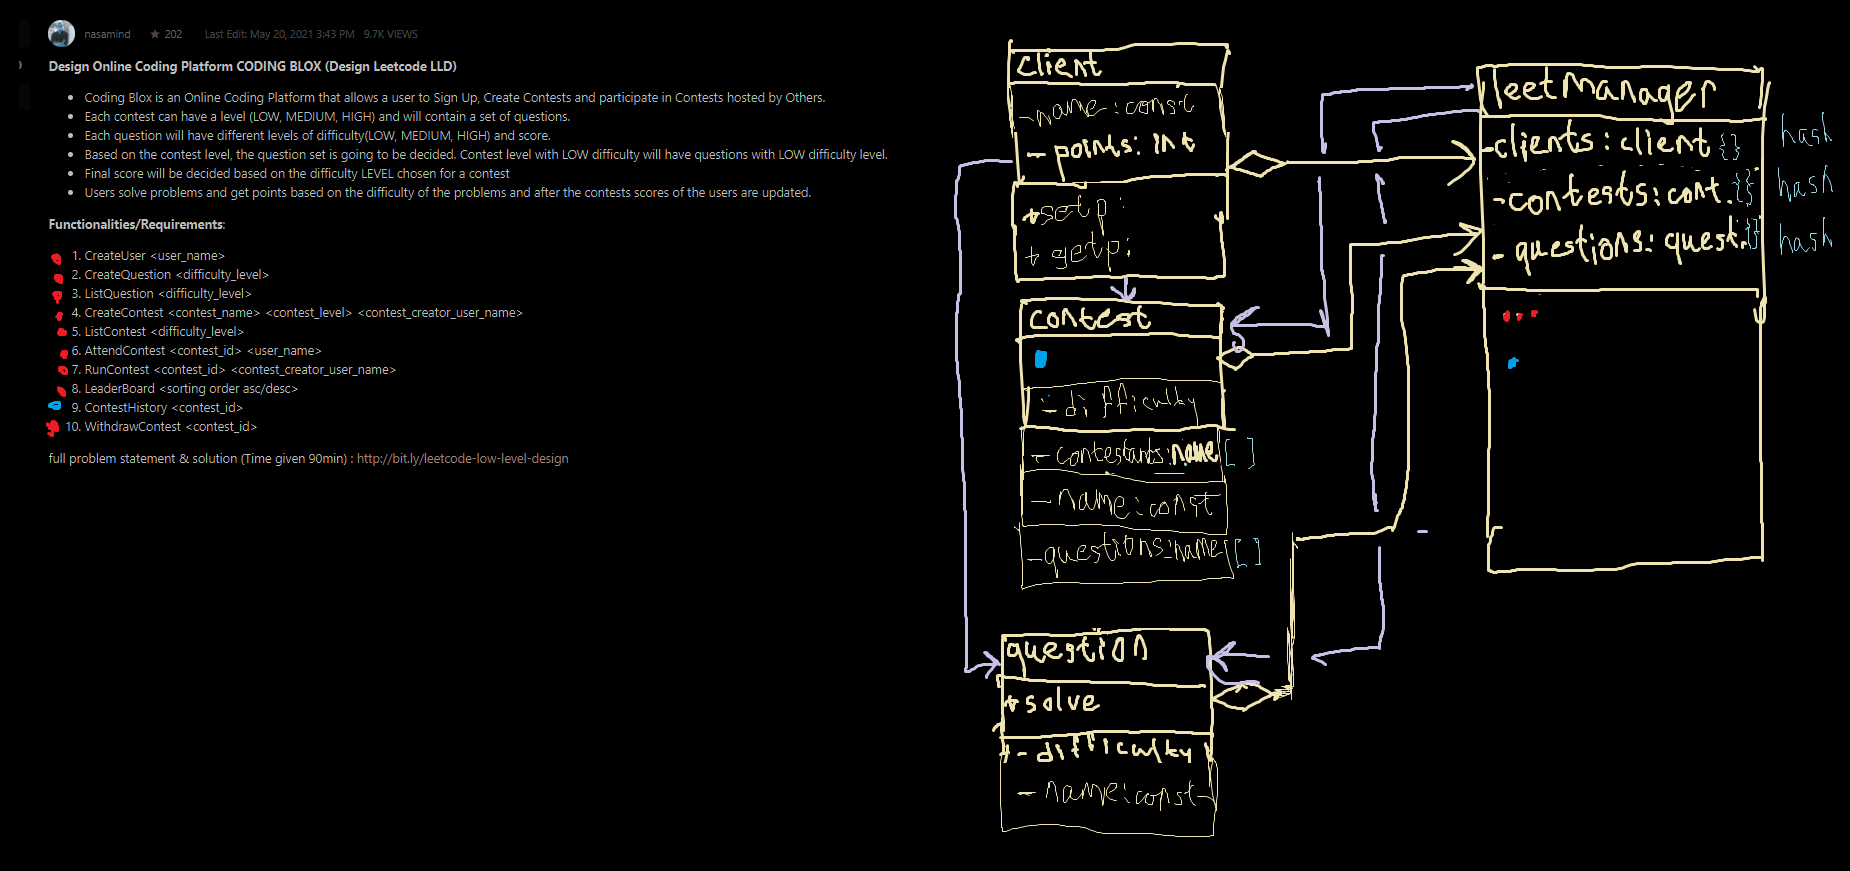 nasamind ★ 202 Last Edit: May 20, 2021 3:43 PM 9.7K VIEWS
Design Online Coding Platform CODING BLOX (Design Leetcode LLD)
• Coding Blox is an Online Coding Platform that allows a user to Sign Up, Create Contests and participate in Contests hosted by Others.
• Each contest can have a level (LOW, MEDIUM, HIGH) and will contain a set of questions.
• Each question will have different levels of difficulty(LOW, MEDIUM, HIGH) and score.
• Based on the contest level, the question set is going to be decided. Contest level with LOW difficulty will have questions with LOW difficulty level.
• Final score will be decided based on the difficulty LEVEL chosen for a contest
• Users solve problems and get points based on the difficulty of the problems and after the contests scores of the users are updated.
Functionalities/Requirements:
1. CreateUser <user_name>
2. CreateQuestion <difficulty_level>
3. ListQuestion <difficulty_level>
4. CreateContest <contest_name> <contest_level> <contest_creator_user_name>
5. ListContest <difficulty_level>
6. AttendContest <contest_id> <user_name>
7. RunContest <contest_id> <contest_creator_user_name>
8. LeaderBoard <sorting order asc/desc>
9. ContestHistory <contest_id>
10. WithdrawContest <contest_id>
full problem statement & solution (Time given 90min) : http://bit.ly/leetcode-low-level-design
client
-name:const
- points: int
+setp:
+ getp:
contest
- difficulty
- contestants:name[ ]
- name:const
-questions:name[ ]
question
+solve
- difficulty
- name:const
leetManager
-clients:client{} hash
-contests:cont.{} hash
- questions:quest.{} hash